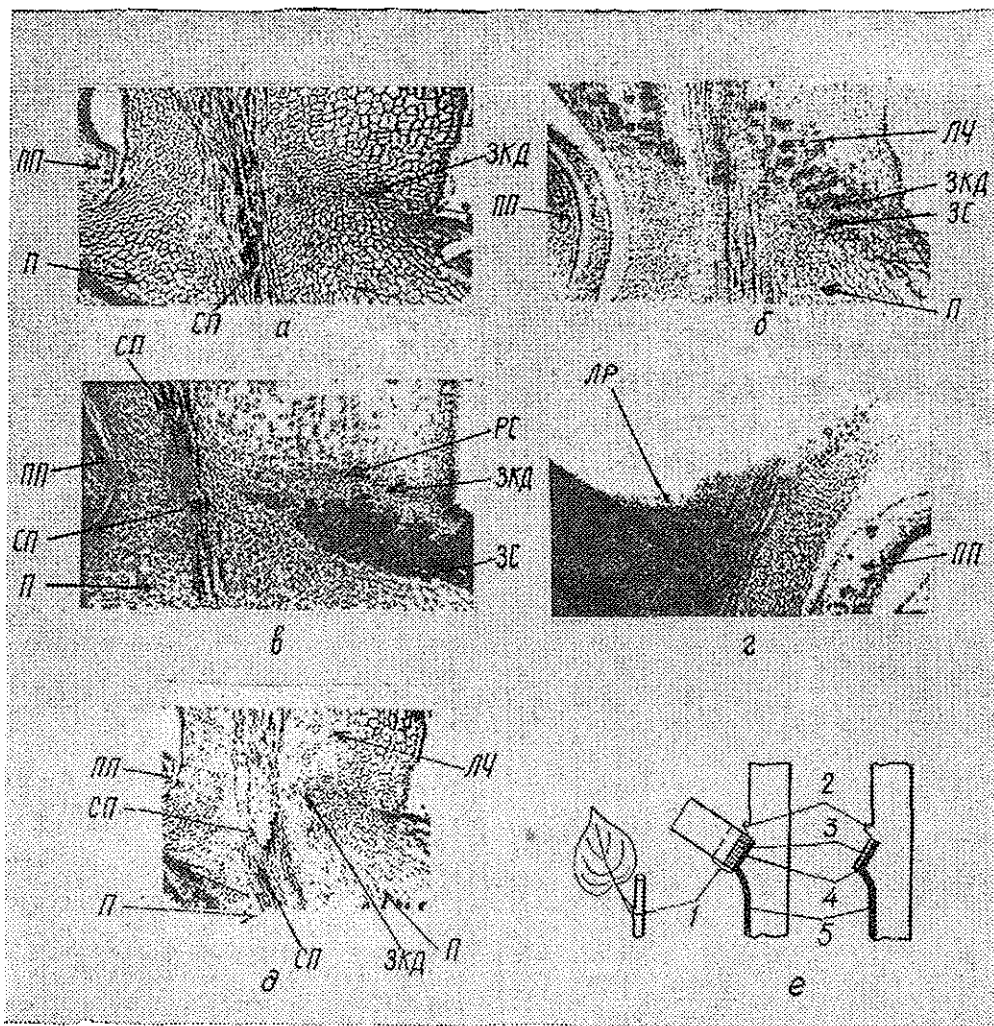 ПП
П
СП
ЗКД
а
ПП
ЛЧ
ЗКД
ЗС
П
б
СП
ПП
СП
П
РС
ЗКД
ЗС
в
ЛР
ПП
г
ПП
СП
П
ЛЧ
СП
ЗКД
П
д
1
2
3
4
5
е